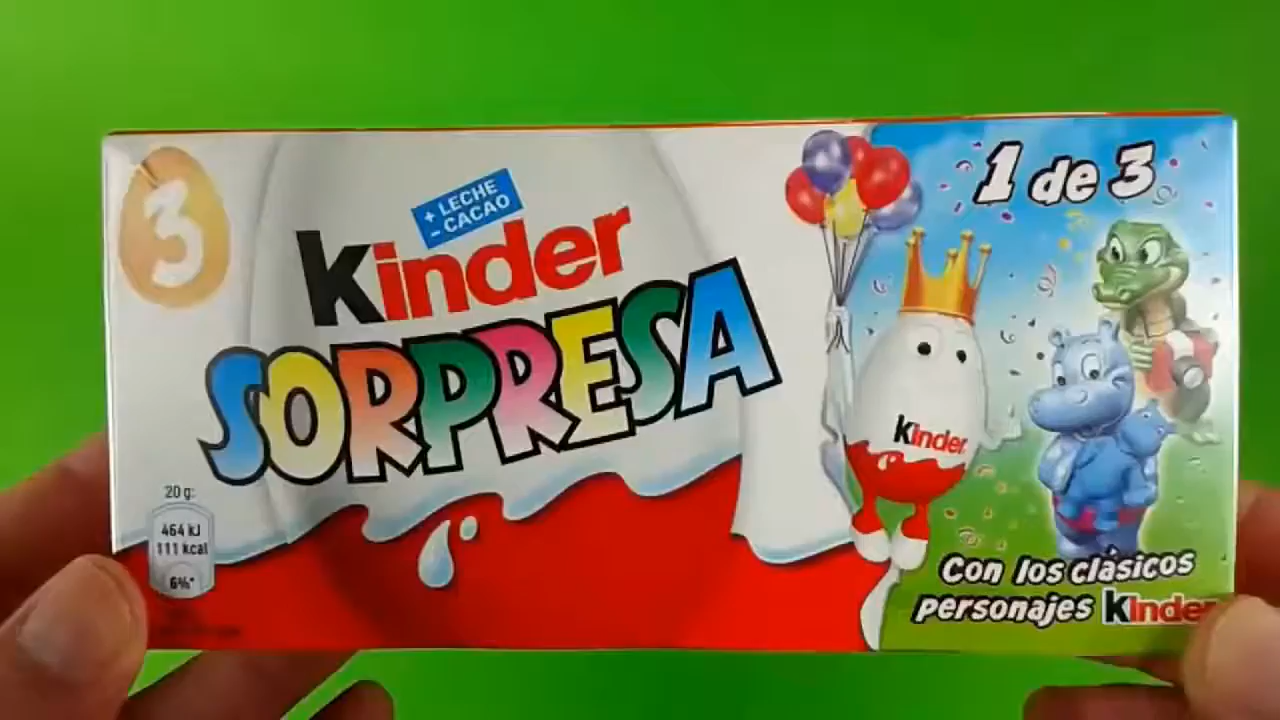 3
+ LECHE
- CACAO
Kinder
SORPRESA
20 g:
464 kJ
111 kcal
6%*
1 de 3
Kinder
Con los clásicos
personajes Kinder